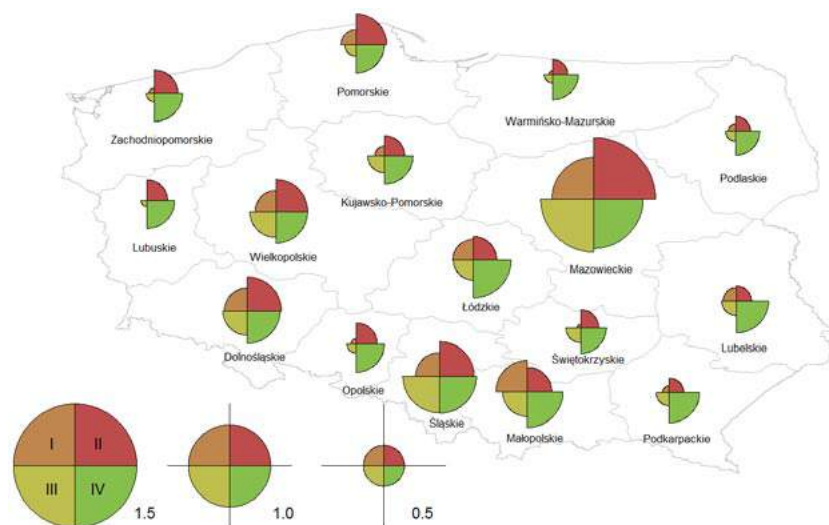 Pomorskie
Warmińsko-Mazurskie
Zachodniopomorskie
Podlaskie
Kujawsko-Pomorskie
Lubuskie
Wielkopolskie
Mazowieckie
Łódzkie
Lubelskie
Dolnośląskie
Świętokrzyskie
Opolskie
Śląskie
Małopolskie
Podkarpackie
I II
III IV
1.5 1.0 0.5